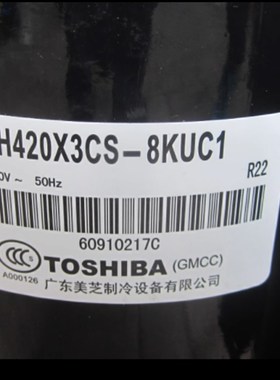 H420X3CS-8KUC1
0V~ 50Hz
R22
60910217C
CCC S
A000126
TOSHIBA (GMCC)
广东美芝制冷设备有限公司